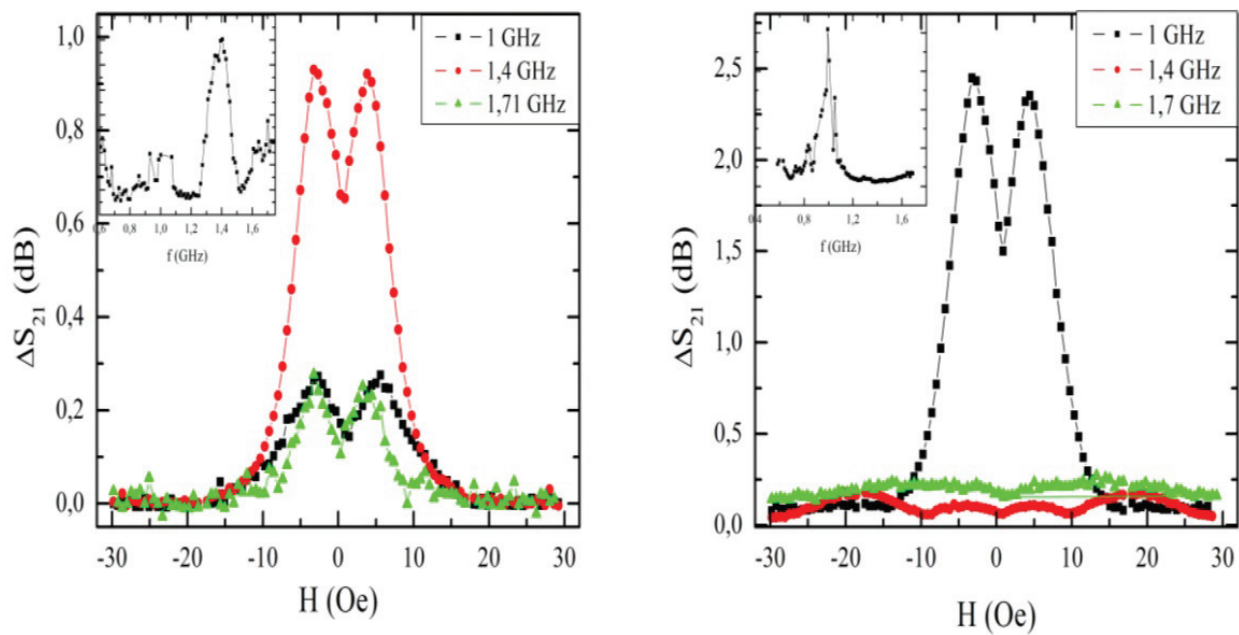 1,0
0,8
0,6
0,4
0,2
0,0
ΔS21 (dB)
-30 -20 -10 0 10 20 30
H (Oe)
1 GHz
1,4 GHz
1,71 GHz
0,6 0,8 1,0 1,2 1,4 1,6
f (GHz)
2,5
2,0
1,5
1,0
0,5
0,0
ΔS21 (dB)
-30 -20 -10 0 10 20 30
H (Oe)
1 GHz
1,4 GHz
1,7 GHz
0,4 0,8 1,2 1,6
f (GHz)